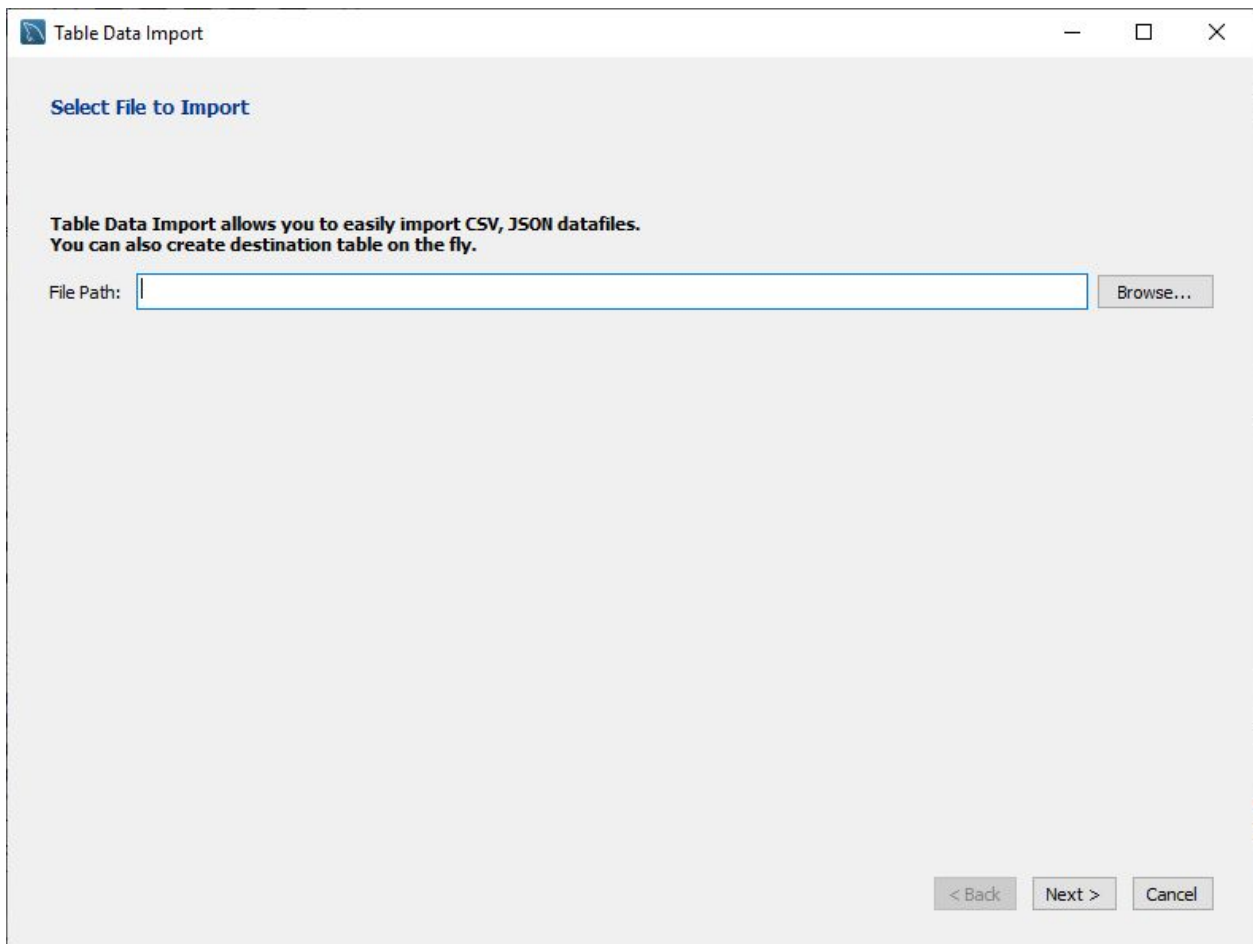 Table Data Import
Select File to Import
Table Data Import allows you to easily import CSV, JSON datafiles.
You can also create destination table on the fly.
File Path:
Browse...
< Back
Next >
Cancel